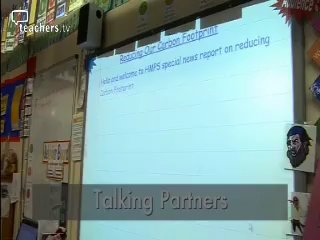 teachers.tv
Reducing Our Carbon Footprint
Hello and welcome to HMPS special news report on reducing
Carbon Footprint
Talking Partners